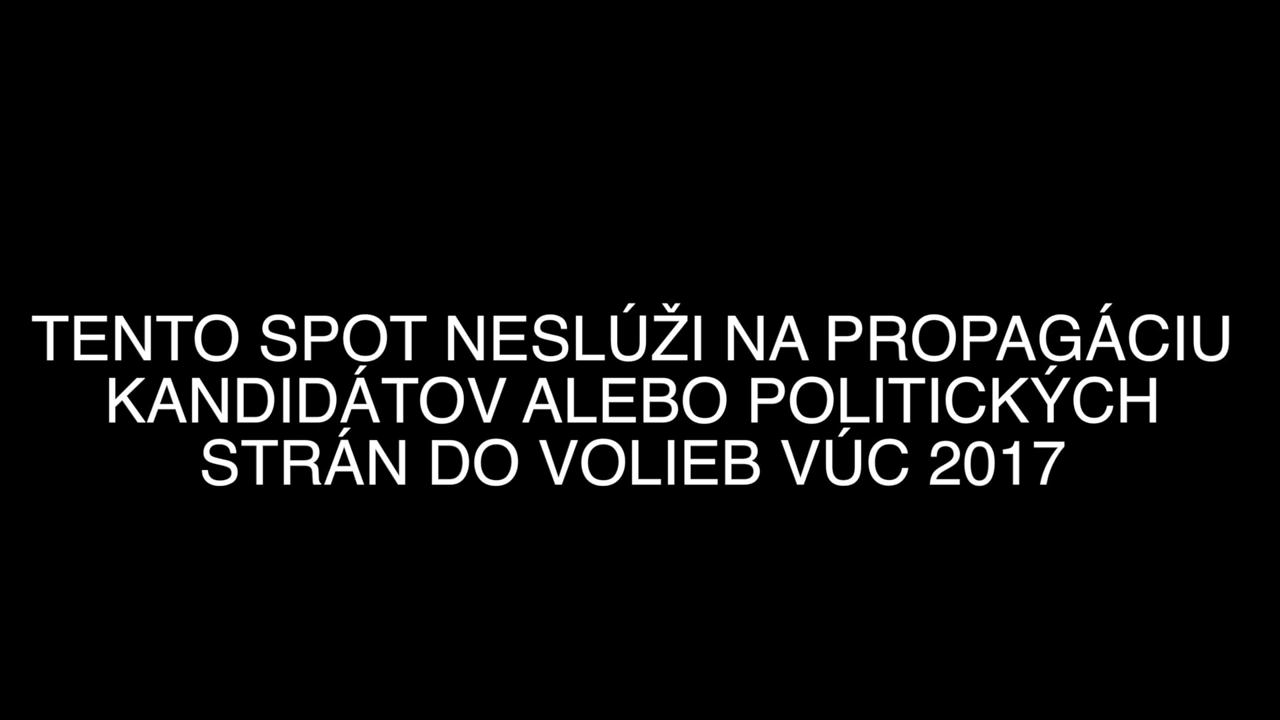 TENTO SPOT NESLÚŽI NA PROPAGÁCIU
KANDIDÁTOV ALEBO POLITICKÝCH
STRÁN DO VOLIEB VÚC 2017